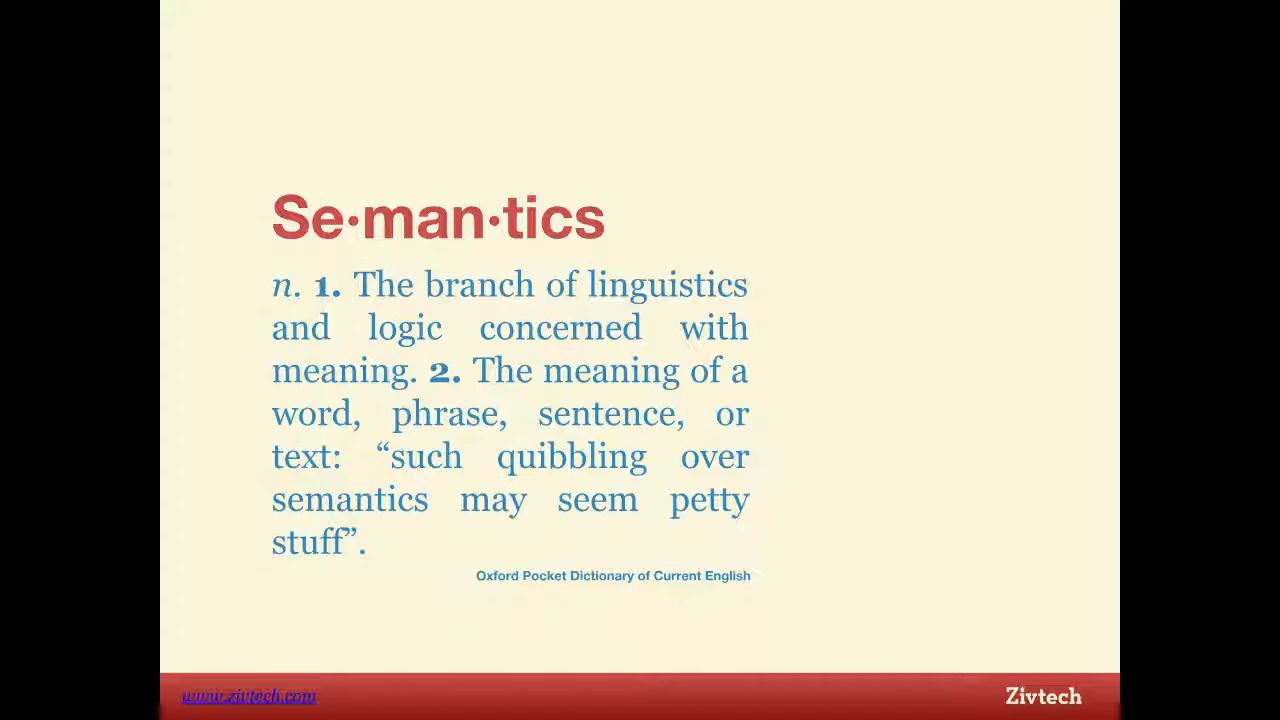 Se·man·tics
n. 1. The branch of linguistics
and logic concerned with
meaning. 2. The meaning of a
word, phrase, sentence, or
text: “such quibbling over
semantics may seem petty
stuff”.
Oxford Pocket Dictionary of Current English
www.zivtech.com
Zivtech